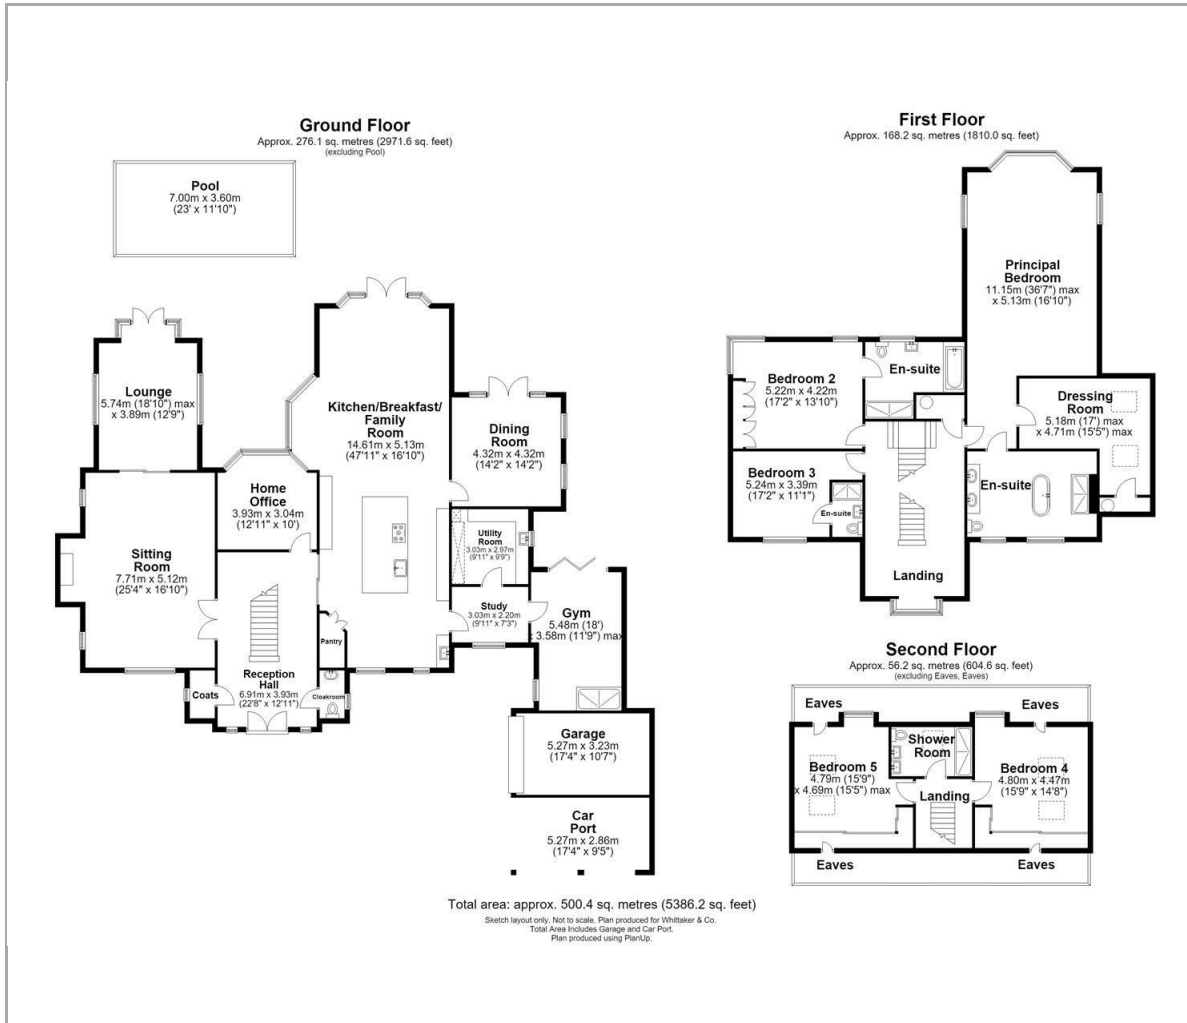 Ground Floor
Approx. 276.1 sq. metres (2971.6 sq. feet)
(excluding Pool)
Pool
7.00m x 3.60m
(23' x 11'10")
Lounge
5.74m (18'10") max
x 3.89m (12'9")
Kitchen/Breakfast/
Family
Room
14.61m x 5.13m
(47'11" x 16'10")
Dining
Room
4.32m x 4.32m
(14'2" x 14'2")
Home
Office
3.93m x 3.04m
(12'11" x 10')
Sitting
Room
7.71m x 5.12m
(25'4" x 16'10")
Utility
Room
3.03m x 2.97m
(9'11" x 9'9")
Study
3.03m x 2.20m
(9'11" x 7'3")
Gym
5.48m (18')
x 3.58m (11'9") max
Pantry
Reception
Hall
6.91m x 3.93m
(22'8" x 12'11")
Coats
Cloakroom
Garage
5.27m x 3.23m
(17'4" x 10'7")
Car
Port
5.27m x 2.86m
(17'4" x 9'5")
First Floor
Approx. 168.2 sq. metres (1810.0 sq. feet)
Principal
Bedroom
11.15m (36'7") max
x 5.13m (16'10")
Bedroom 2
5.22m x 4.22m
(17'2" x 13'10")
En-suite
Dressing
Room
5.18m (17') max
x 4.71m (15'5") max
Bedroom 3
5.24m x 3.39m
(17'2" x 11'1")
En-suite
En-suite
Landing
Second Floor
Approx. 56.2 sq. metres (604.6 sq. feet)
(excluding Eaves, Eaves)
Eaves
Eaves
Shower
Room
Bedroom 5
4.79m (15'9")
x 4.69m (15'5") max
Bedroom 4
4.80m x 4.47m
(15'9" x 14'8")
Landing
Eaves
Eaves
Total area: approx. 500.4 sq. metres (5386.2 sq. feet)
Sketch layout only. Not to scale. Plan produced for Whittaker & Co.
Total Area Includes Garage and Car Port.
Plan produced using PlanUp.